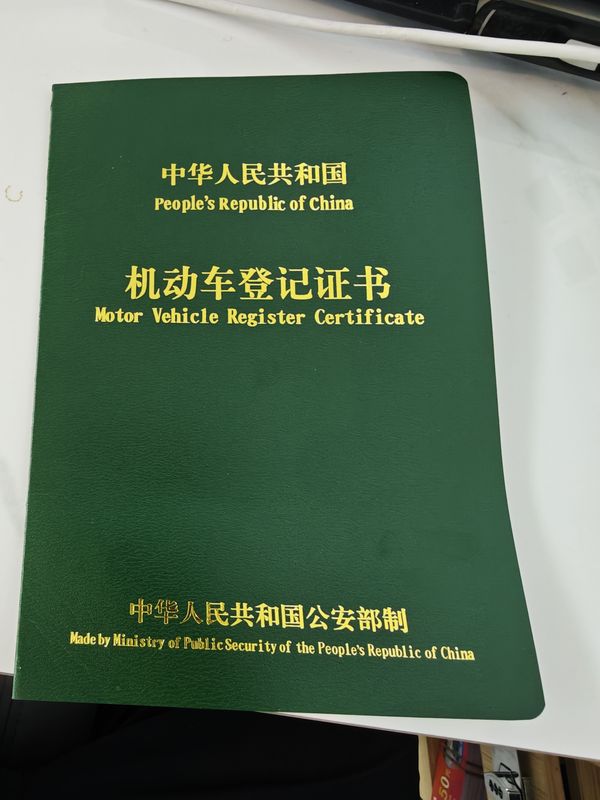 中华人民共和国
People's Republic of China
机动车登记证书
Motor Vehicle Register Certificate
中华人民共和国公安部制
Made by Ministry of Public Security of the People's Republic of China